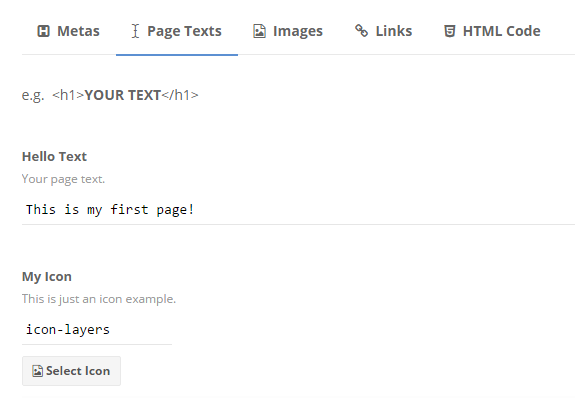 Metas Page Texts Images Links HTML Code
e.g. <h1>YOUR TEXT</h1>
Hello Text
Your page text.
This is my first page!
My Icon
This is just an icon example.
icon-layers
Select Icon